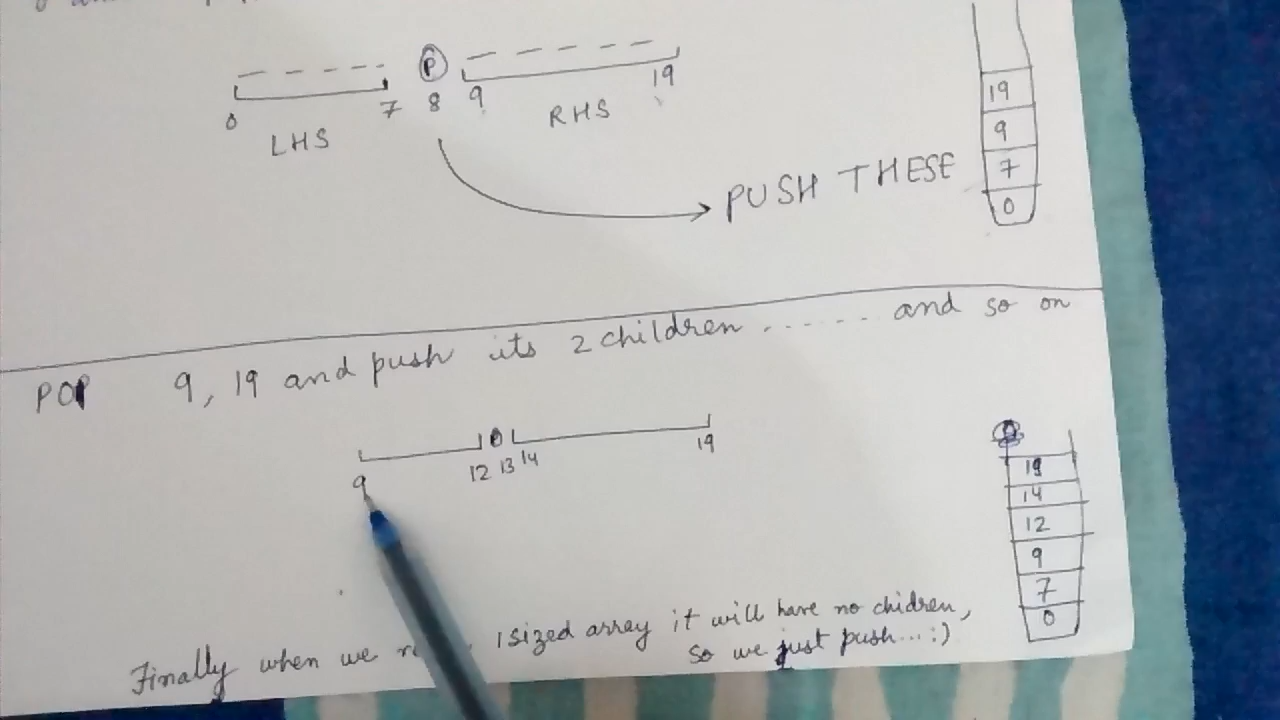 P
0 7 8 9 19
LHS RHS
PUSH THESE
19
9
7
0
POP 9, 19 and push its 2 children ....... and so on
9 12 13 14 19
19
14
12
9
7
0
Finally when we 1 sized array it will have no chidren,
so we just push...:)